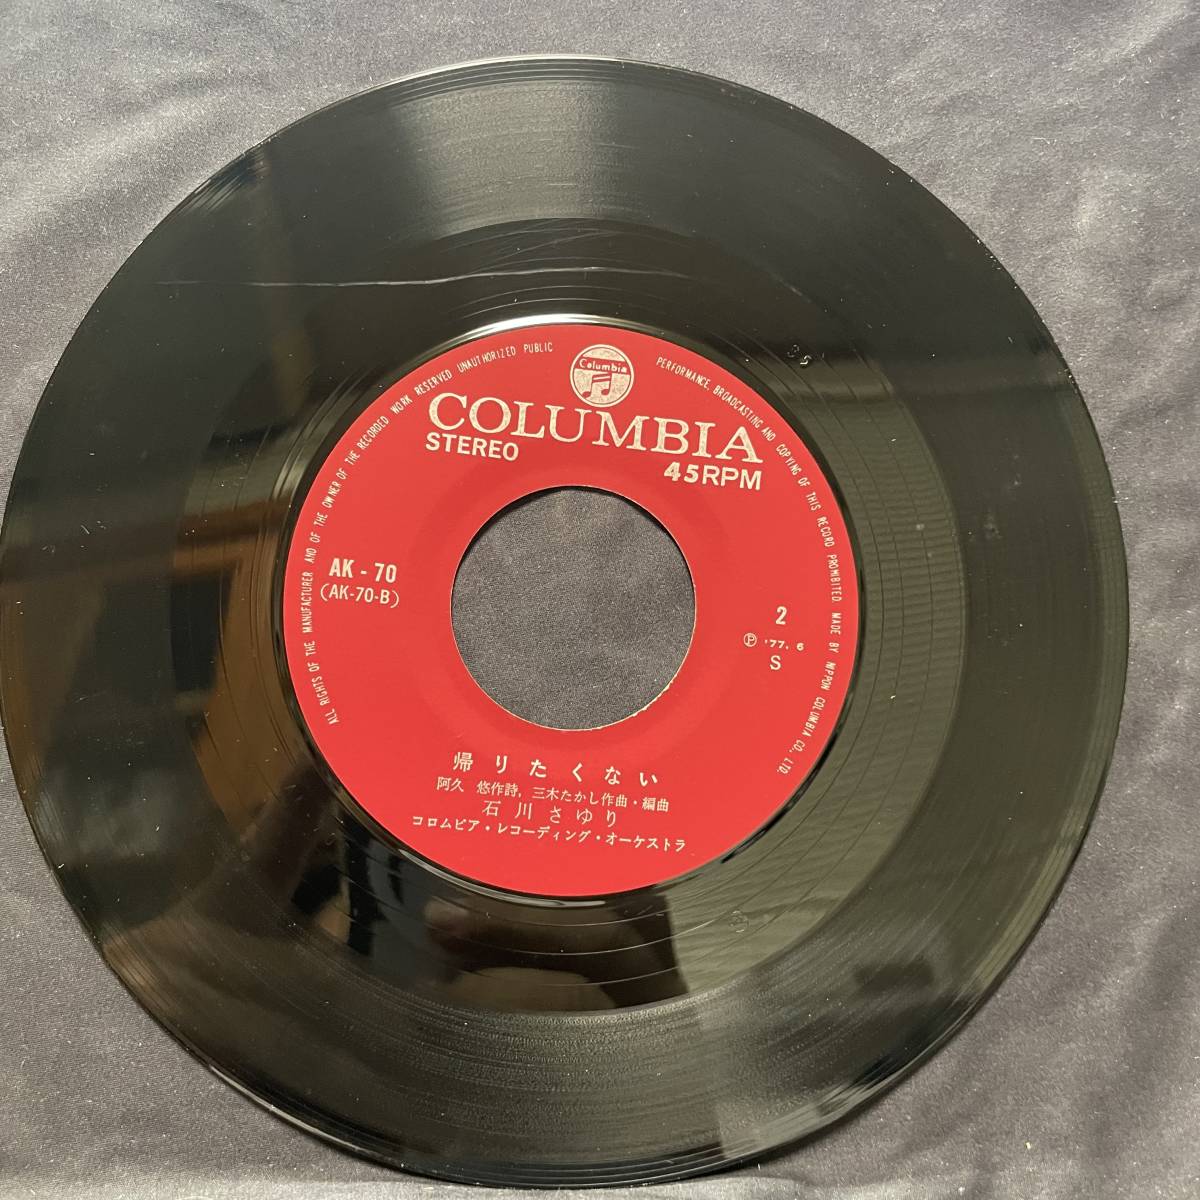 ALL RIGHTS OF THE MANUFACTURER AND OF THE OWNER OF THE RECORDED WORK RESERVED UNAUTHORIZED PUBLIC PERFORMANCE, BROADCASTING AND COPYING OF THIS RECORD PROHIBITED MADE BY NIPPON COLUMBIA CO., LTD.
Columbia
COLUMBIA
STEREO
45RPM
AK-70
(AK-70-B)
2
Ⓟ '77. 6
S
帰りたくない
阿久 悠作詩, 三木たかし作曲・編曲
石川さゆり
コロムビア・レコーディング・オーケストラ